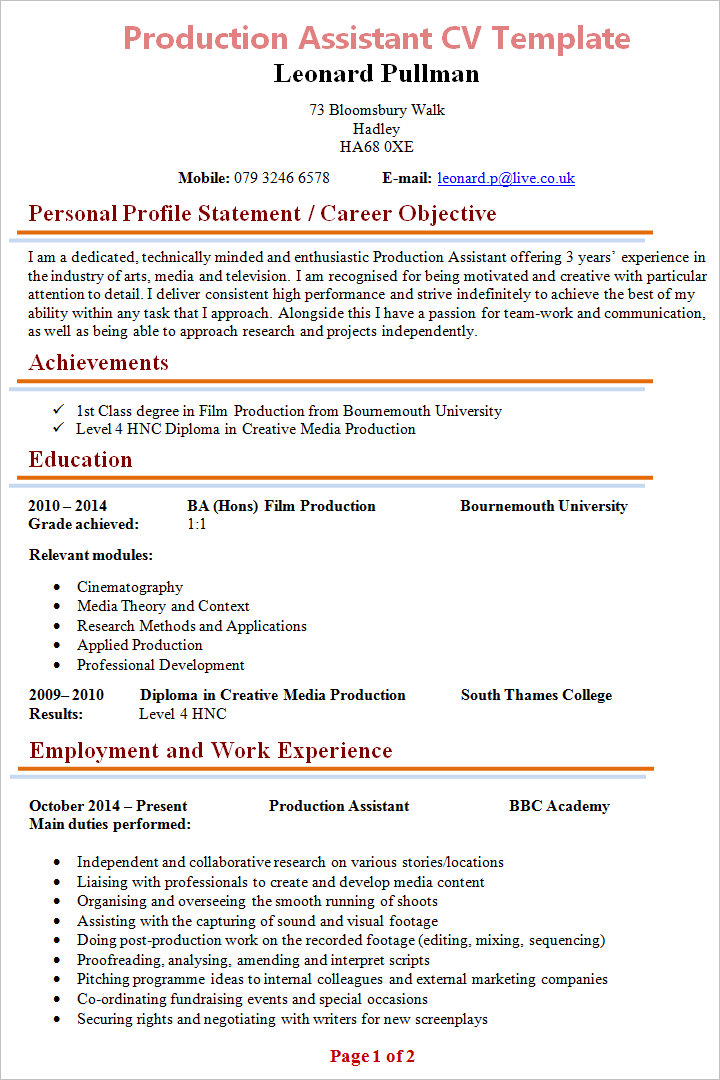 Production Assistant CV Template
Leonard Pullman
73 Bloomsbury Walk
Hadley
HA68 0XE
Mobile: 079 3246 6578 E-mail: leonard.p@live.co.uk
Personal Profile Statement / Career Objective
I am a dedicated, technically minded and enthusiastic Production Assistant offering 3 years’ experience in
the industry of arts, media and television. I am recognised for being motivated and creative with particular
attention to detail. I deliver consistent high performance and strive indefinitely to achieve the best of my
ability within any task that I approach. Alongside this I have a passion for team-work and communication,
as well as being able to approach research and projects independently.
Achievements
✓ 1st Class degree in Film Production from Bournemouth University
✓ Level 4 HNC Diploma in Creative Media Production
Education
2010 – 2014 BA (Hons) Film Production Bournemouth University
Grade achieved: 1:1
Relevant modules:
• Cinematography
• Media Theory and Context
• Research Methods and Applications
• Applied Production
• Professional Development
2009– 2010 Diploma in Creative Media Production South Thames College
Results: Level 4 HNC
Employment and Work Experience
October 2014 – Present Production Assistant BBC Academy
Main duties performed:
• Independent and collaborative research on various stories/locations
• Liaising with professionals to create and develop media content
• Organising and overseeing the smooth running of shoots
• Assisting with the capturing of sound and visual footage
• Doing post-production work on the recorded footage (editing, mixing, sequencing)
• Proofreading, analysing, amending and interpret scripts
• Pitching programme ideas to internal colleagues and external marketing companies
• Co-ordinating fundraising events and special occasions
• Securing rights and negotiating with writers for new screenplays
Page 1 of 2